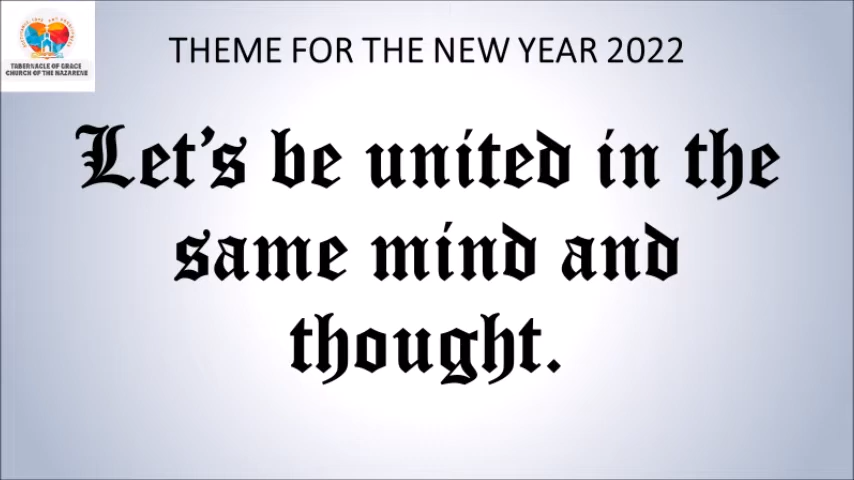 TABERNACLE OF GRACE
CHURCH OF THE NAZARENE
THEME FOR THE NEW YEAR 2022
Let's be united in the
same mind and
thought.